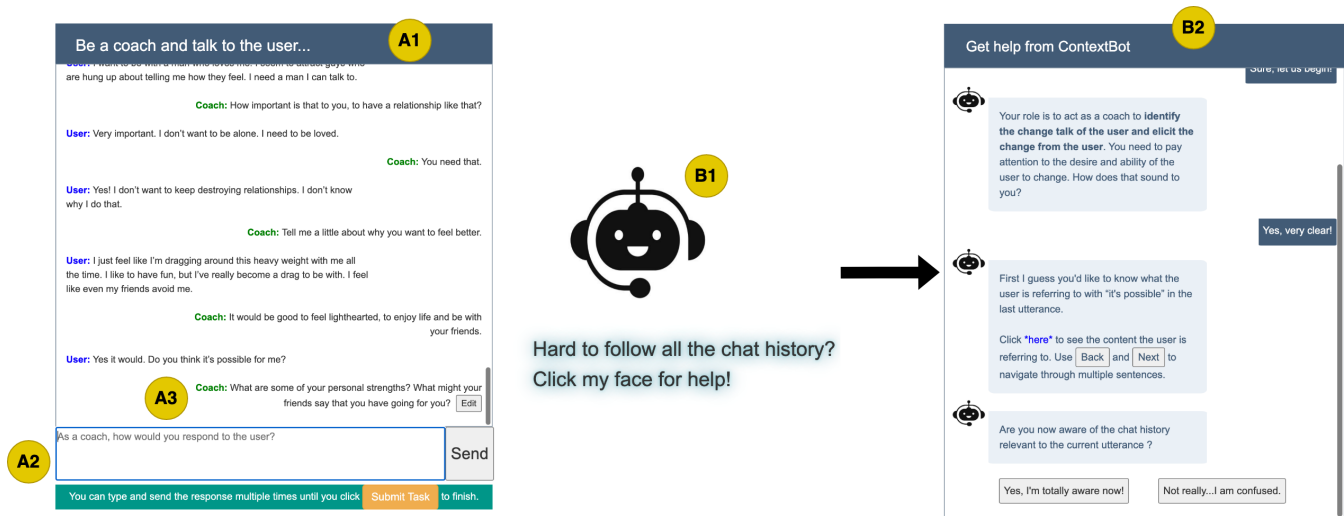 Be a coach and talk to the user...
A1
User: I want to be with a man who loves me. I seem to attract guys who
are hung up about telling me how they feel. I need a man I can talk to.
Coach: How important is that to you, to have a relationship like that?
User: Very important. I don't want to be alone. I need to be loved.
Coach: You need that.
User: Yes! I don't want to keep destroying relationships. I don't know
why I do that.
Coach: Tell me a little about why you want to feel better.
User: I just feel like I'm dragging around this heavy weight with me all
the time. I like to have fun, but I've really become a drag to be with. I feel
like even my friends avoid me.
Coach: It would be good to feel lighthearted, to enjoy life and be with
your friends.
User: Yes it would. Do you think it's possible for me?
A3
Coach: What are some of your personal strengths? What might your
friends say that you have going for you? Edit
A2
As a coach, how would you respond to the user?
Send
You can type and send the response multiple times until you click Submit Task to finish.
B1
Hard to follow all the chat history?
Click my face for help!
B2
Get help from ContextBot
Sure, let us begin!
Your role is to act as a coach to identify
the change talk of the user and elicit the
change from the user. You need to pay
attention to the desire and ability of the
user to change. How does that sound to
you?
Yes, very clear!
First I guess you'd like to know what the
user is referring to with “it's possible” in the
last utterance.
Click *here* to see the content the user is
referring to. Use Back and Next to
navigate through multiple sentences.
Are you now aware of the chat history
relevant to the current utterance ?
Yes, I'm totally aware now!
Not really...I am confused.